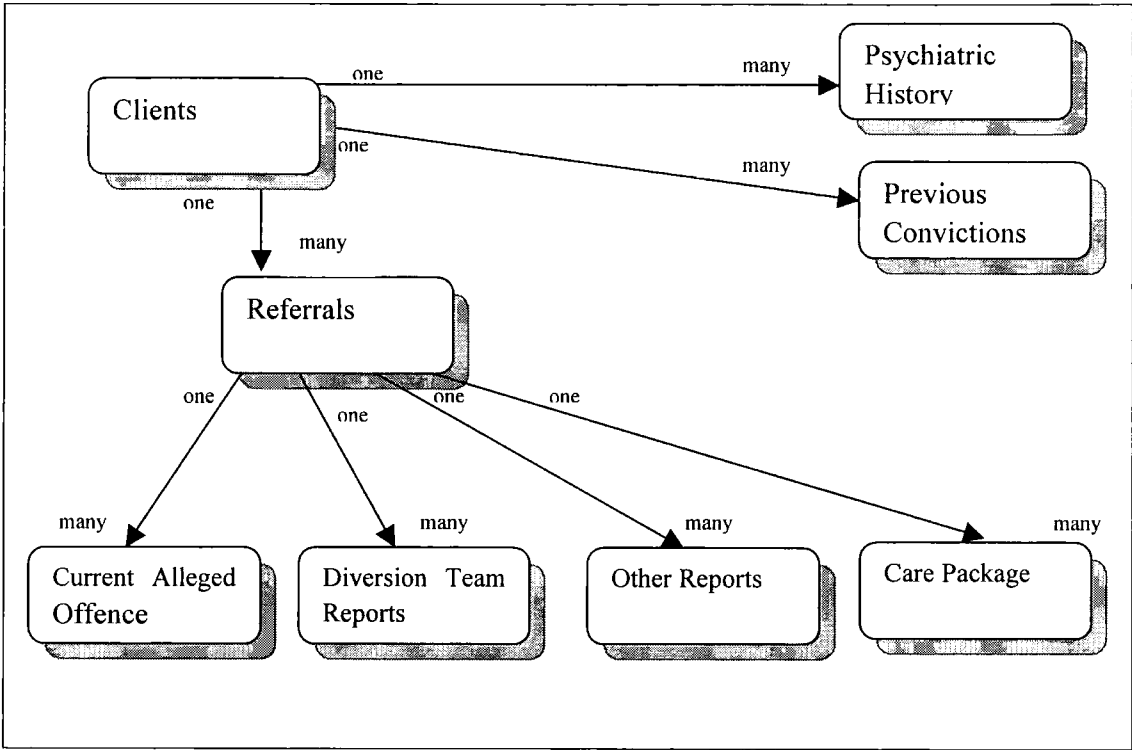 one
many
Psychiatric
History
Clients
one
many
Previous
Convictions
one
many
Referrals
one
one
one
one
many
many
many
many
Current Alleged
Offence
Diversion Team
Reports
Other Reports
Care Package